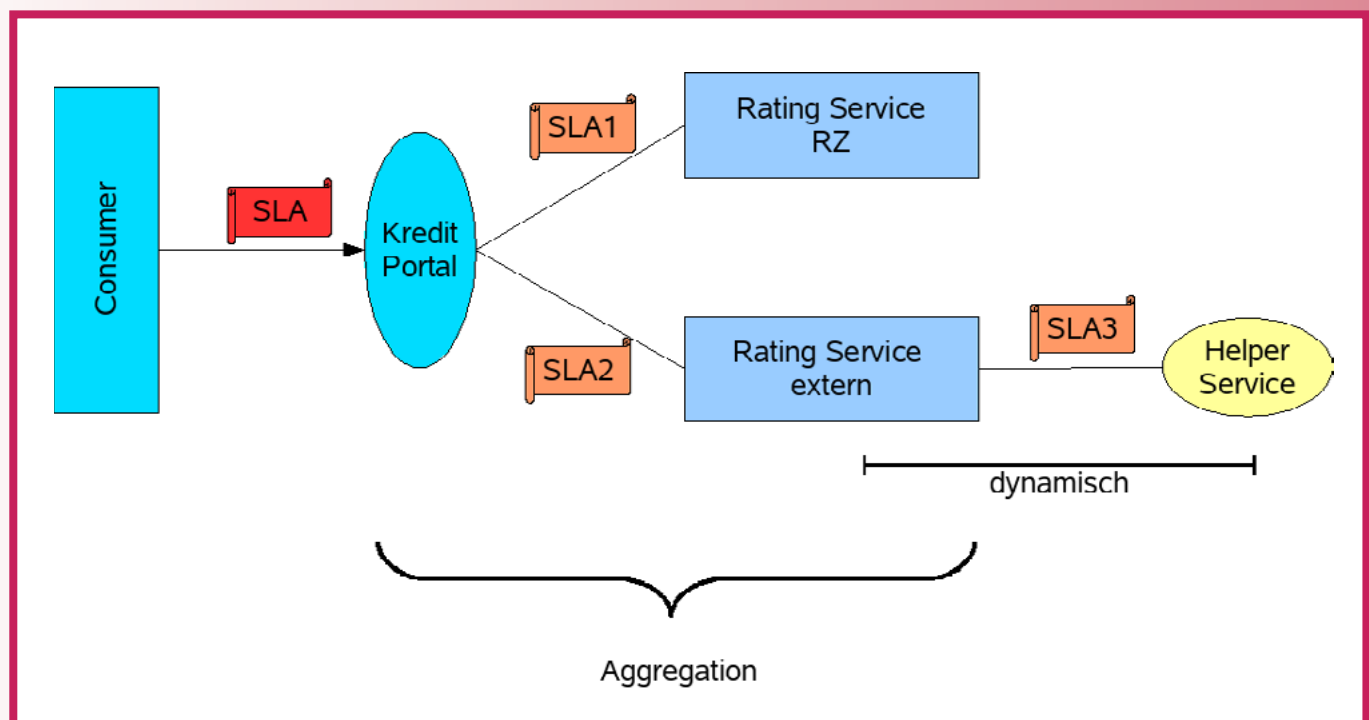 Consumer
SLA
Kredit
Portal
SLA1
Rating Service
RZ
SLA2
Rating Service
extern
SLA3
Helper
Service
dynamisch
Aggregation